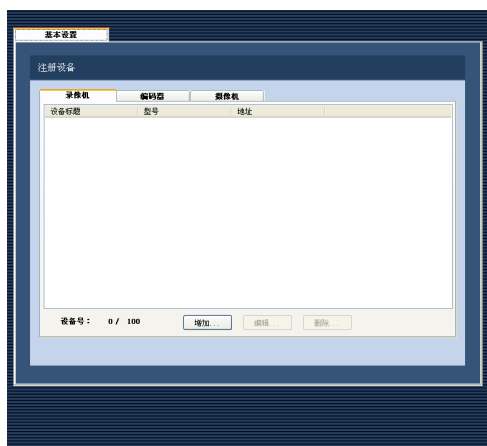 基本设置
注册设备
录像机 编码器 摄像机
设备标题 型号 地址
设备号： 0 / 100 增加... 编辑... 删除...